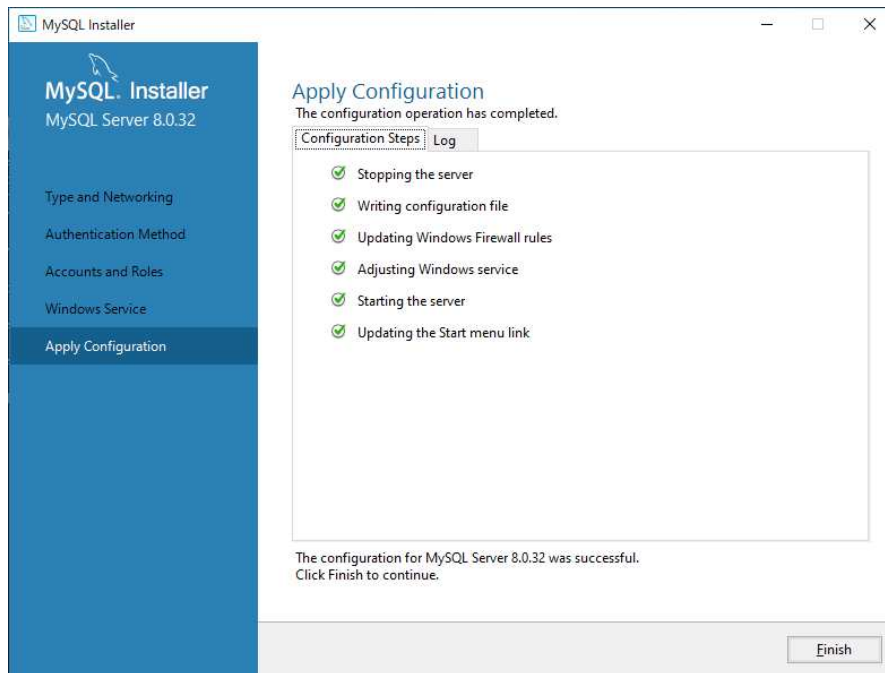 MySQL Installer
MySQL. Installer
MySQL Server 8.0.32
Type and Networking
Authentication Method
Accounts and Roles
Windows Service
Apply Configuration
Apply Configuration
The configuration operation has completed.
Configuration Steps Log
Stopping the server
Writing configuration file
Updating Windows Firewall rules
Adjusting Windows service
Starting the server
Updating the Start menu link
The configuration for MySQL Server 8.0.32 was successful.
Click Finish to continue.
Finish